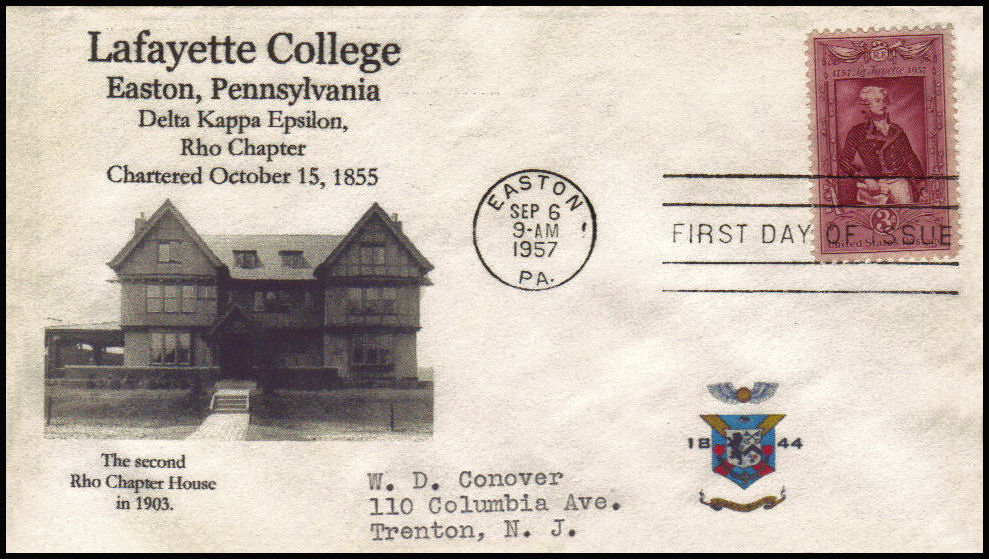 Lafayette College
Easton, Pennsylvania
Delta Kappa Epsilon,
Rho Chapter
Chartered October 15, 1855
The second
Rho Chapter House
in 1903.
EASTON
SEP 6
9-AM
1957
PA.
FIRST DAY OF ISSUE
RF
1757 La Fayette 1957
3¢
United States Postage
18 44
W. D. Conover
110 Columbia Ave.
Trenton, N. J.